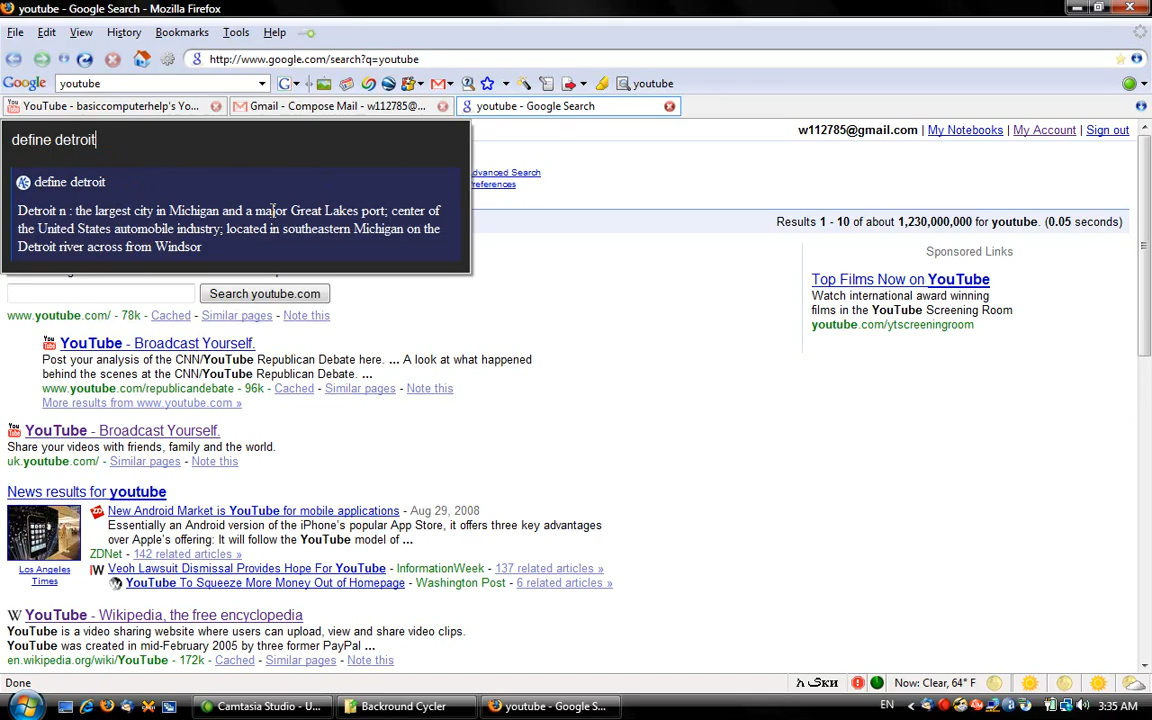 youtube - Google Search - Mozilla Firefox
File Edit View History Bookmarks Tools Help
http://www.google.com/search?q=youtube
Google youtube youtube
YouTube - basiccomputerhelp's Yo... Gmail - Compose Mail - w112785@... youtube - Google Search
w112785@gmail.com | My Notebooks | My Account | Sign out
define detroit
dvanced Search
references
define detroit
Detroit n : the largest city in Michigan and a major Great Lakes port; center of
the United States automobile industry; located in southeastern Michigan on the
Detroit river across from Windsor
Results 1 - 10 of about 1,230,000,000 for youtube. (0.05 seconds)
Sponsored Links
Top Films Now on YouTube
Watch international award winning
films in the YouTube Screening Room
youtube.com/ytscreeningroom
Search youtube.com
www.youtube.com/ - 78k - Cached - Similar pages - Note this
YouTube - Broadcast Yourself.
Post your analysis of the CNN/YouTube Republican Debate here. ... A look at what happened
behind the scenes at the CNN/YouTube Republican Debate. ...
www.youtube.com/republicandebate - 96k - Cached - Similar pages - Note this
More results from www.youtube.com »
YouTube - Broadcast Yourself.
Share your videos with friends, family and the world.
uk.youtube.com/ - Similar pages - Note this
News results for youtube
New Android Market is YouTube for mobile applications - Aug 29, 2008
Essentially an Android version of the iPhone's popular App Store, it offers three key advantages
over Apple's offering: It will follow the YouTube model of ...
ZDNet - 142 related articles »
Los Angeles
Times
Veoh Lawsuit Dismissal Provides Hope For YouTube - InformationWeek - 137 related articles »
YouTube To Squeeze More Money Out of Homepage - Washington Post - 6 related articles »
YouTube - Wikipedia, the free encyclopedia
YouTube is a video sharing website where users can upload, view and share video clips.
YouTube was created in mid-February 2005 by three former PayPal ...
en.wikipedia.org/wiki/YouTube - 172k - Cached - Similar pages - Note this
Done Now: Clear, 64° F
Camtasia Studio - U... Backround Cycler youtube - Google S... EN 3:35 AM